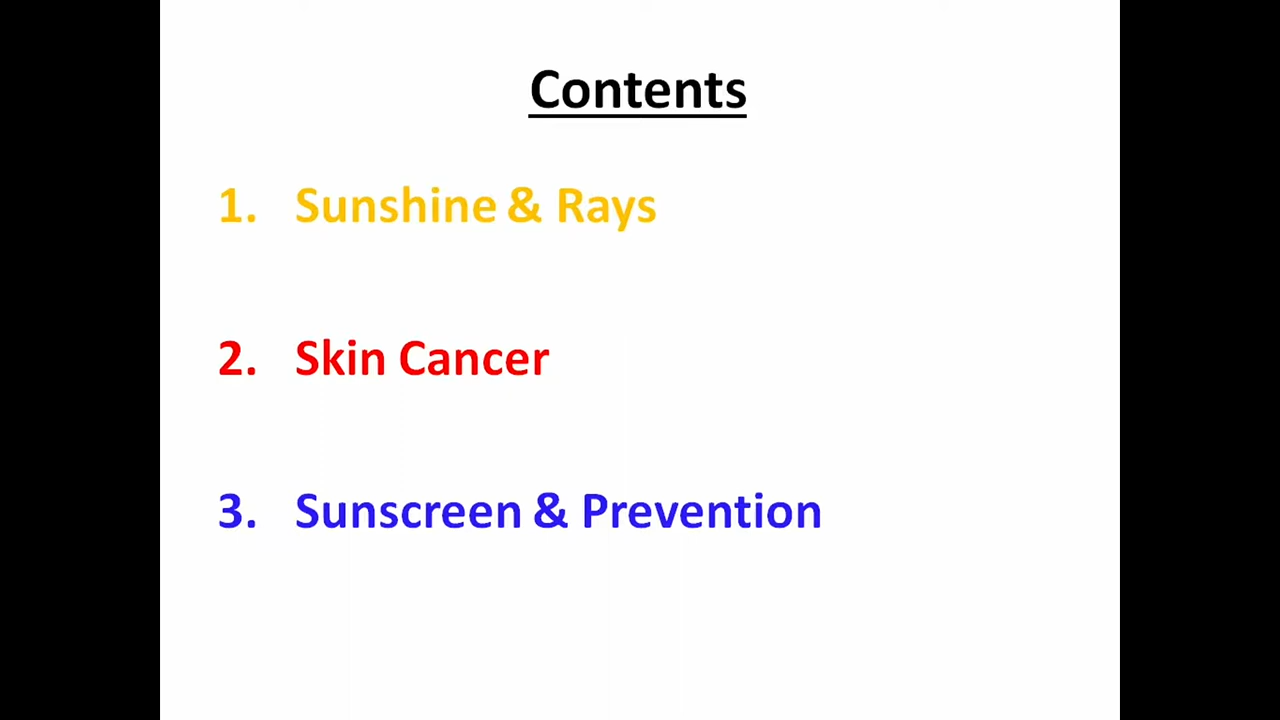 Contents
1. Sunshine & Rays
2. Skin Cancer
3. Sunscreen & Prevention